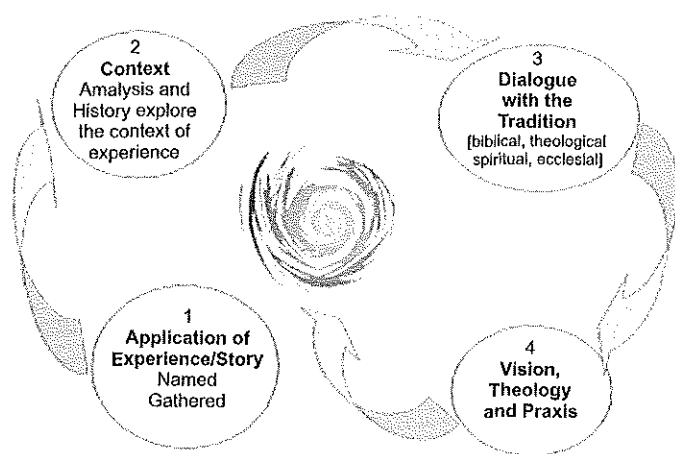 1
Application of
Experience/Story
Named
Gathered
2
Context
Amalysis and
History explore
the context of
experience
3
Dialogue
with the
Tradition
[biblical, theological
spiritual, ecclesial]
4
Vision,
Theology
and Praxis